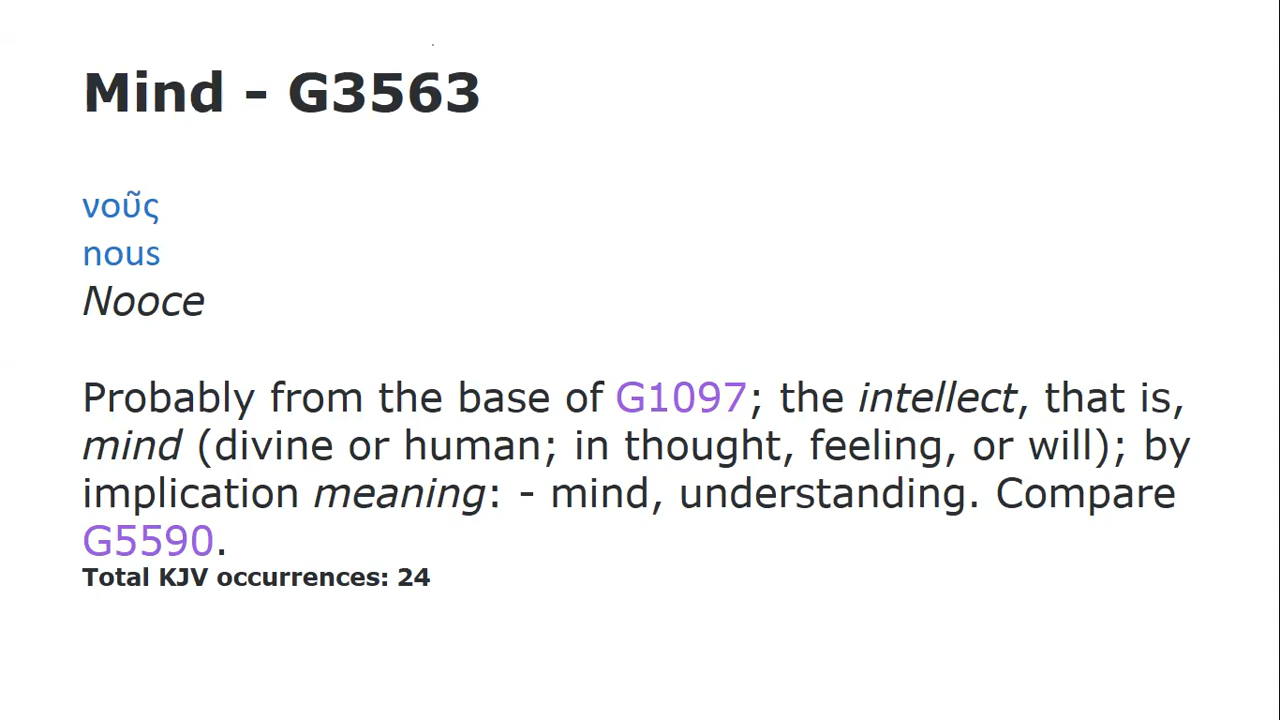 Mind - G3563
νοῦς
nous
Nooce
Probably from the base of G1097; the intellect, that is,
mind (divine or human; in thought, feeling, or will); by
implication meaning: - mind, understanding. Compare
G5590.
Total KJV occurrences: 24